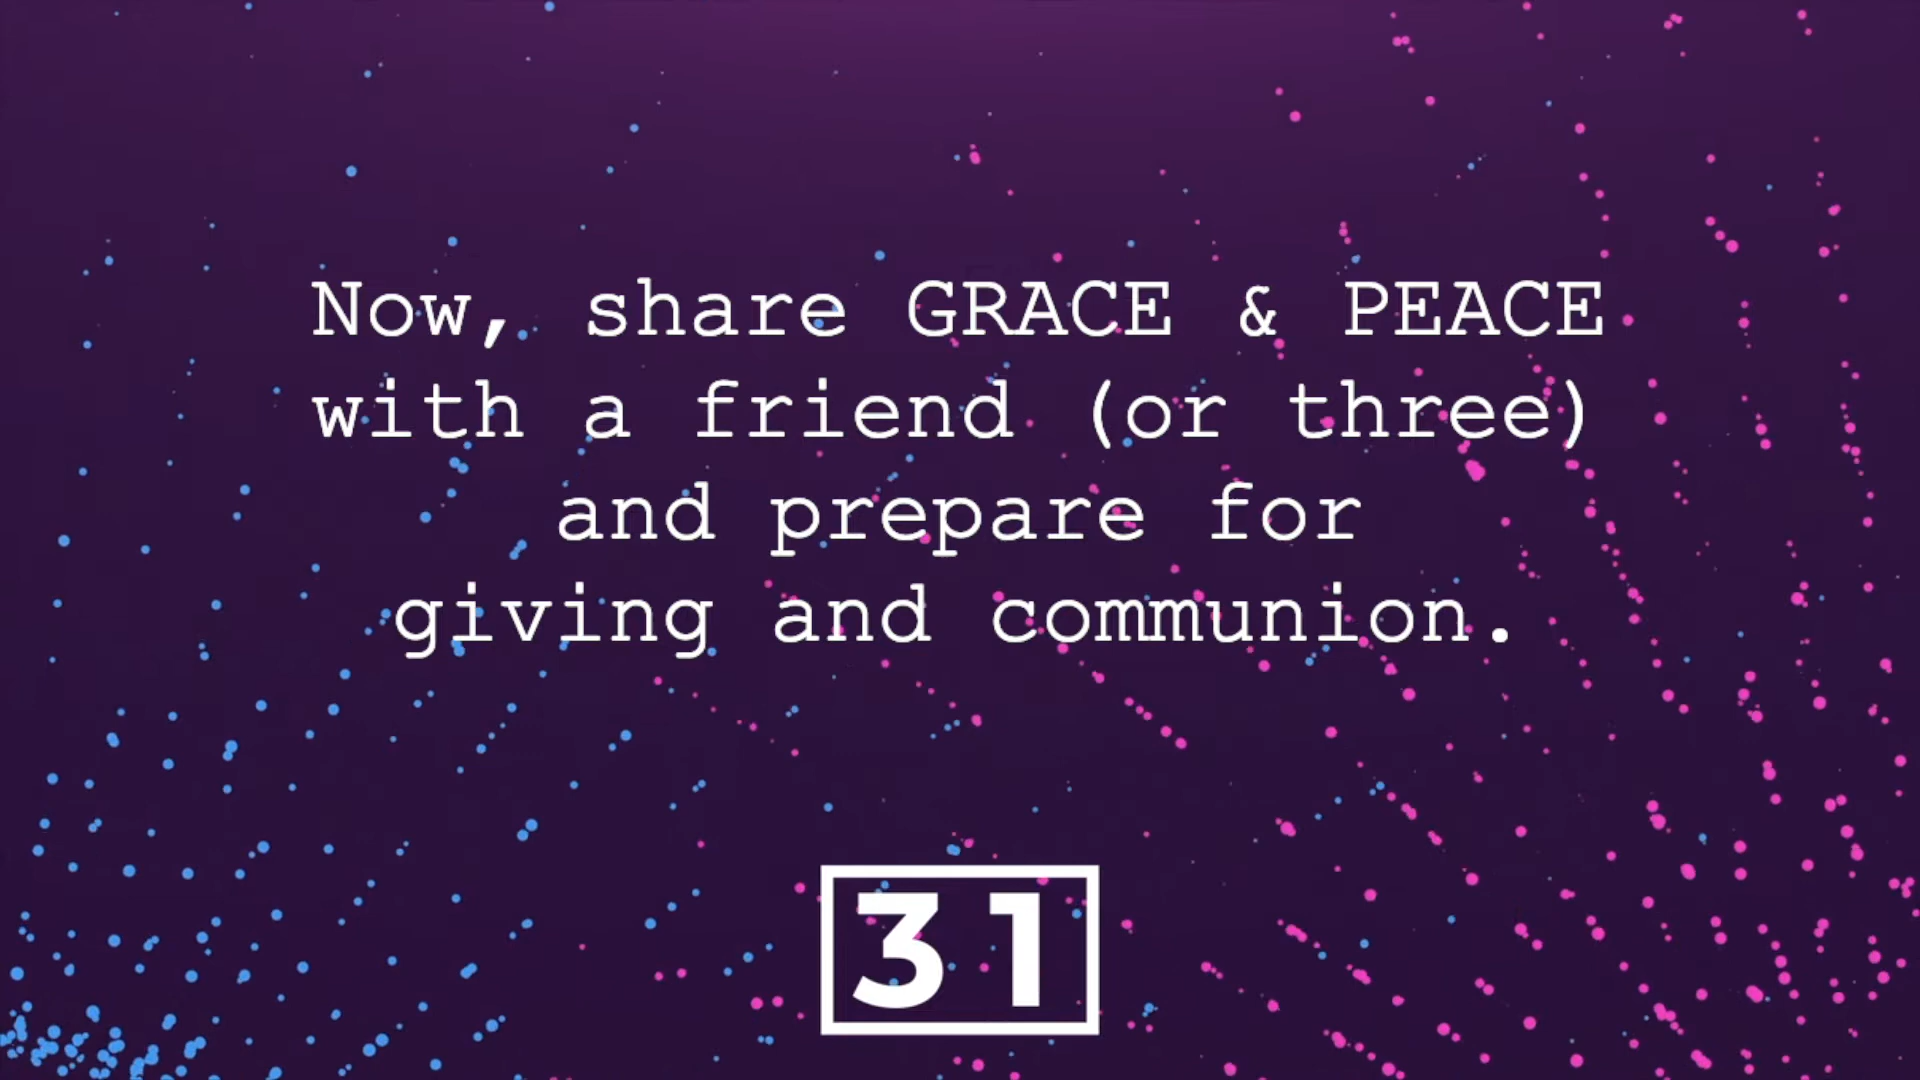 Now, share GRACE & PEACE
with a friend (or three)
and prepare for
giving and communion.
31